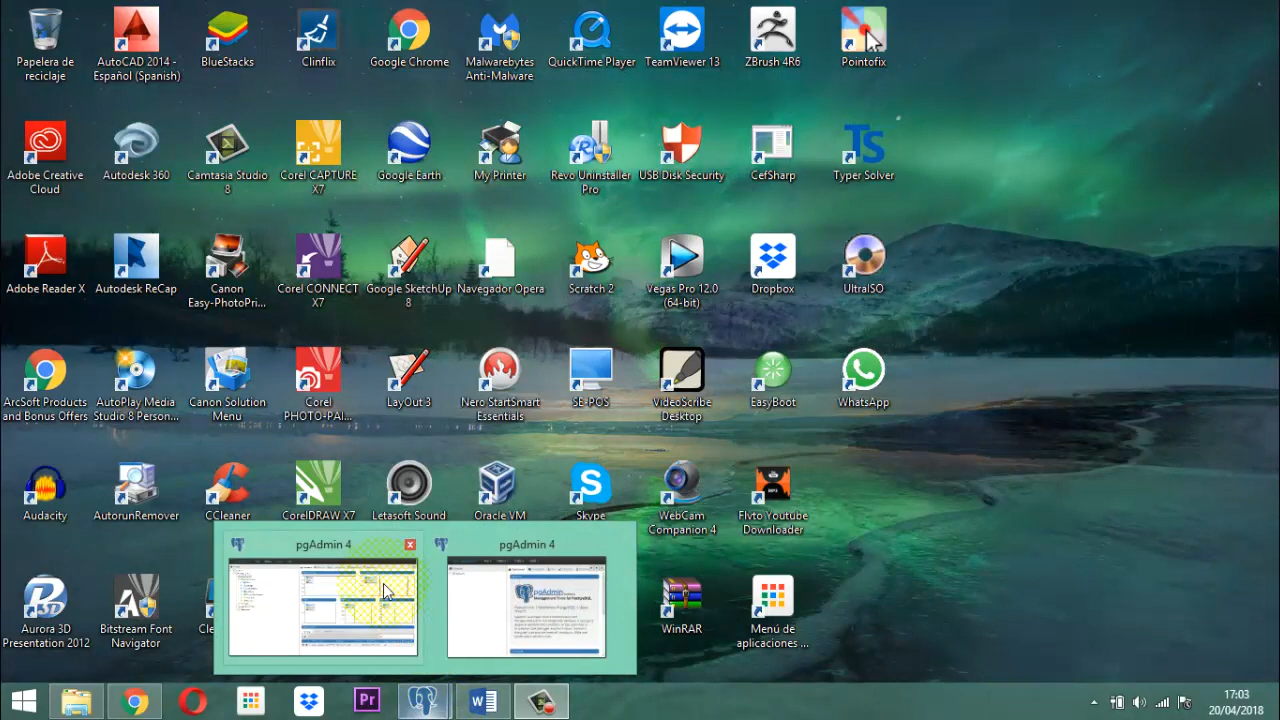 Papelera de
reciclaje
AutoCAD 2014 -
Español (Spanish)
BlueStacks
Clinflix
Google Chrome
Malwarebytes
Anti-Malware
QuickTime Player
TeamViewer 13
ZBrush 4R6
Pointofix
Adobe Creative
Cloud
Autodesk 360
Camtasia Studio
8
Corel CAPTURE
X7
Google Earth
My Printer
Revo Uninstaller
Pro
USB Disk Security
CefSharp
Typer Solver
Adobe Reader X
Autodesk ReCap
Canon
Easy-PhotoPri...
Corel CONNECT
X7
Google SketchUp
8
Navegador Opera
Scratch 2
Vegas Pro 12.0
(64-bit)
Dropbox
UltraISO
ArcSoft Products
and Bonus Offers
AutoPlay Media
Studio 8 Person...
Canon Solution
Menu
Corel
PHOTO-PAI...
LayOut 3
Nero StartSmart
Essentials
SE-POS
VideoScribe
Desktop
EasyBoot
WhatsApp
Audacity
AutorunRemover
CCleaner
CorelDRAW X7
Letasoft Sound
Oracle VM
Skype
WebCam
Companion 4
Flvto Youtube
Downloader
pgAdmin 4
pgAdmin 4
Presentation 201...
Bitstream Font
Navigator
WinRAR
Menú de
aplicaciones ...
Pr
17:03
20/04/2018